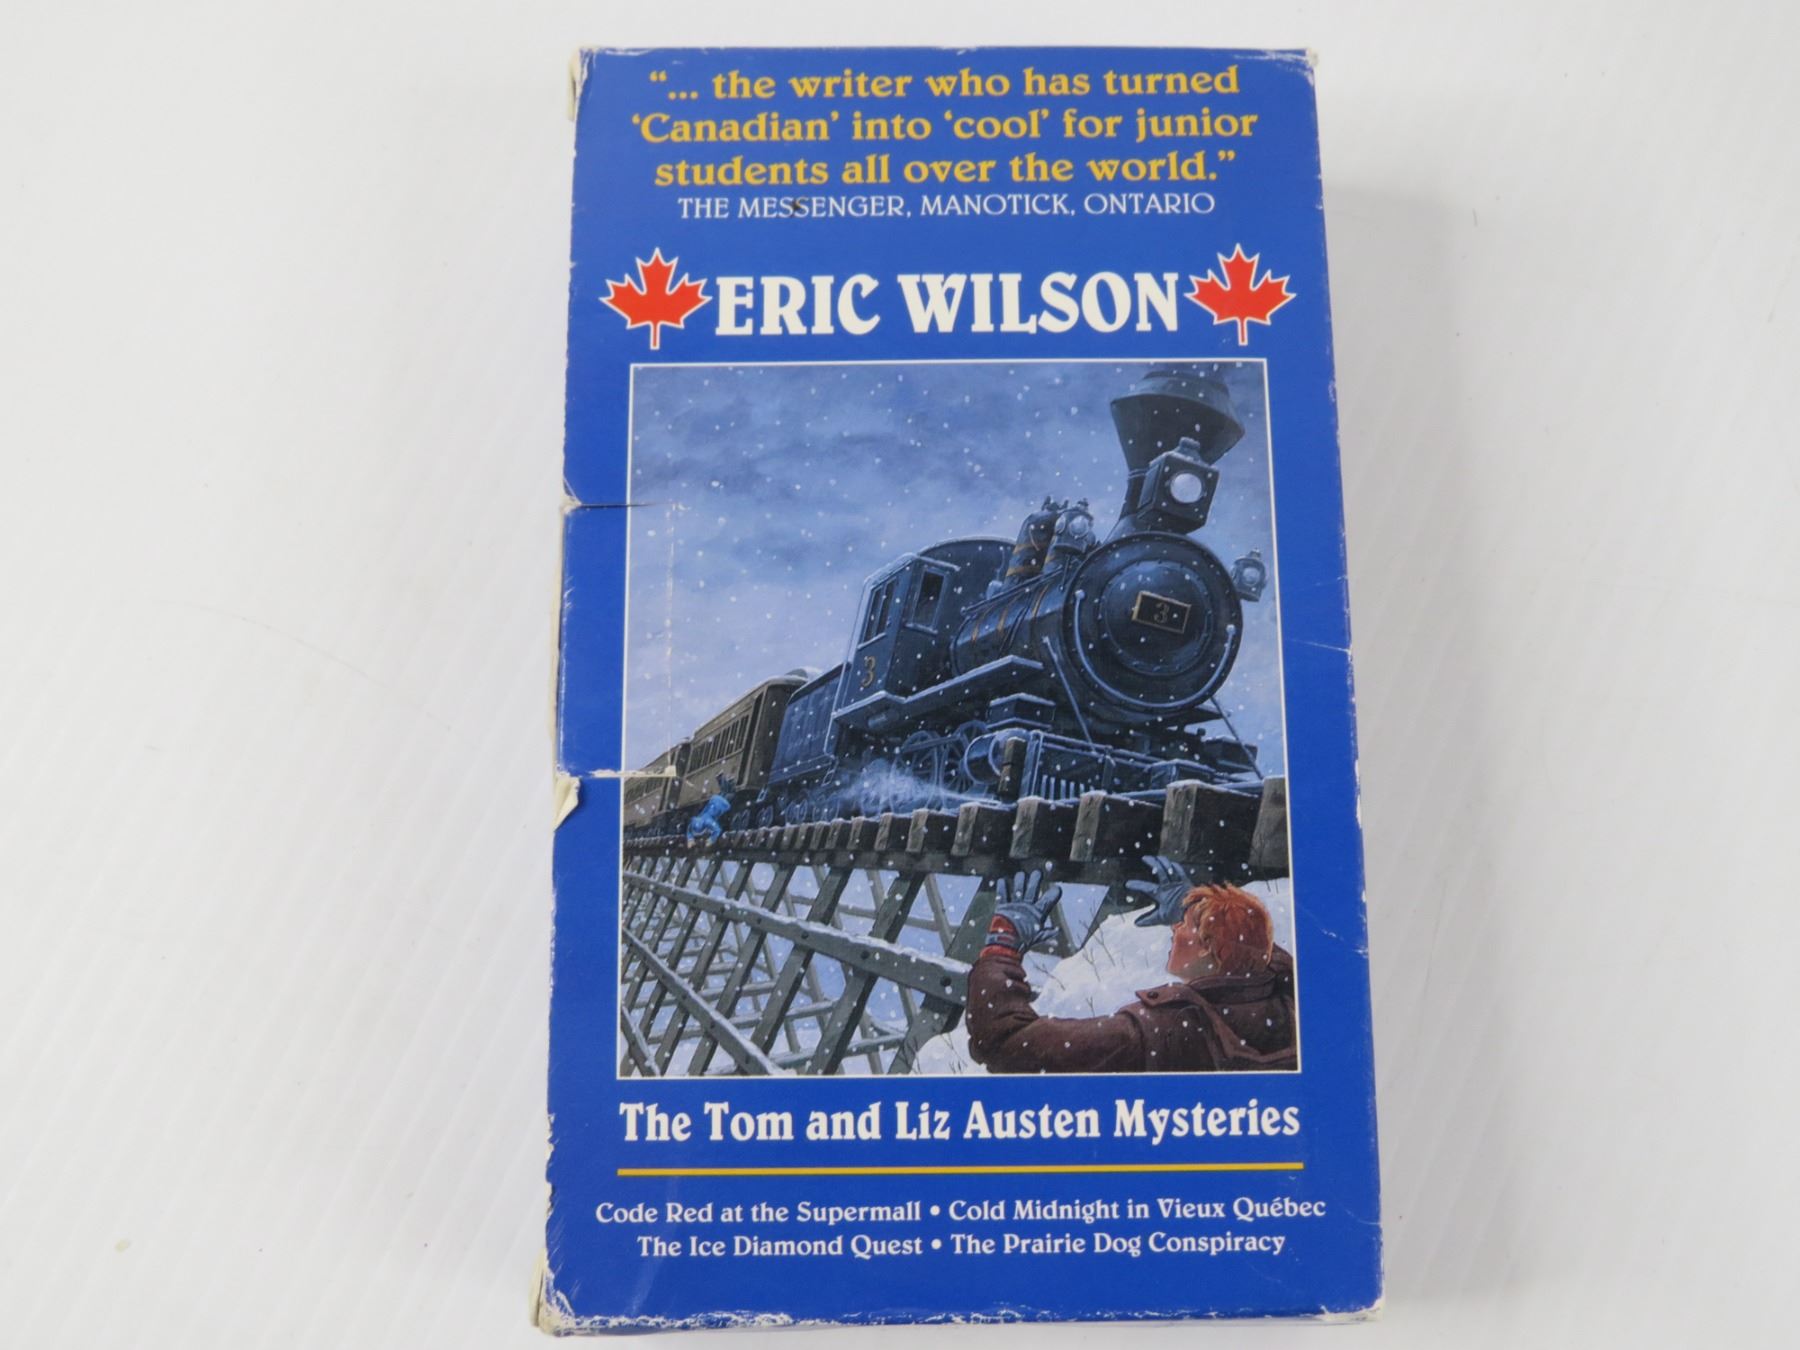 “... the writer who has turned
‘Canadian’ into ‘cool’ for junior
students all over the world.”
THE MESSENGER, MANOTICK, ONTARIO
ERIC WILSON
3
3
The Tom and Liz Austen Mysteries
Code Red at the Supermall • Cold Midnight in Vieux Québec
The Ice Diamond Quest • The Prairie Dog Conspiracy